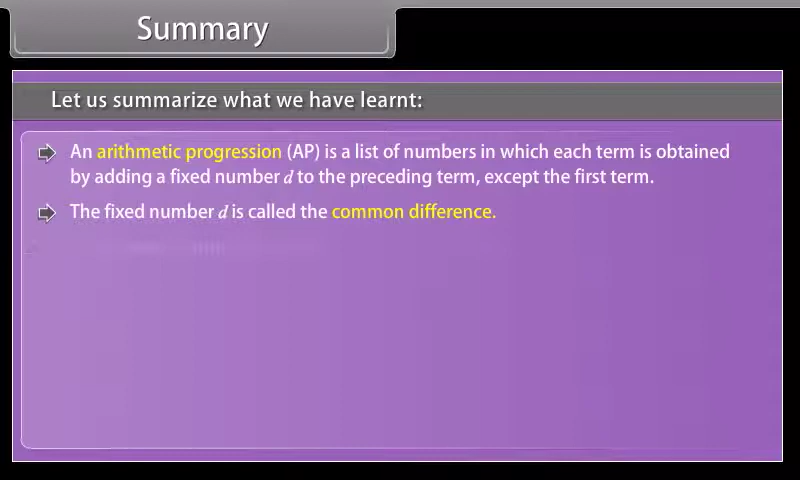 Summary
Let us summarize what we have learnt:
An arithmetic progression (AP) is a list of numbers in which each term is obtained
by adding a fixed number d to the preceding term, except the first term.
The fixed number d is called the common difference.